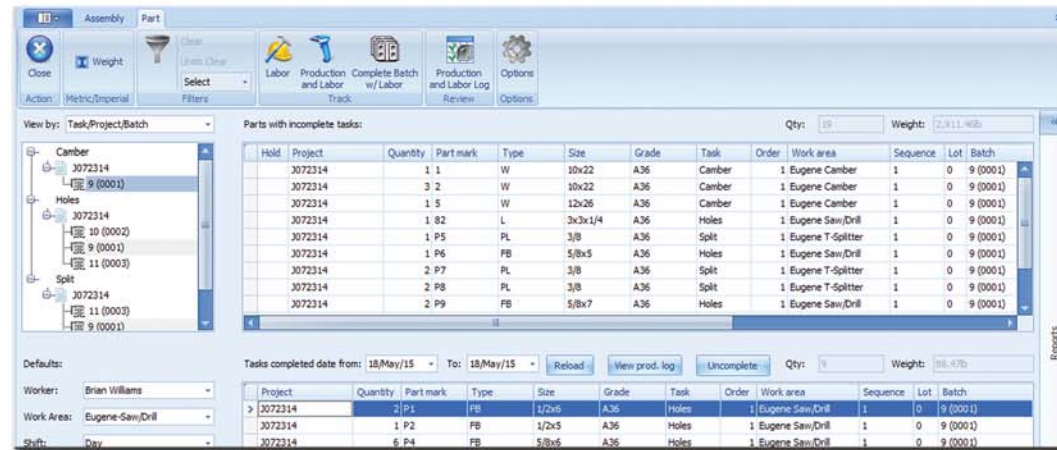 Assembly Part
Close
Weight
Clear
Undo Clear
Select
Labor
Production and Labor
Complete Batch w/ Labor
Production and Labor Log
Options
Action Metric/Imperial Filters Track Review Options
View by: Task/Project/Batch
Parts with incomplete tasks: Qty: 19 Weight:
Camber
J072314
9 (0001)
Holes
J072314
10 (0002)
9 (0001)
11 (0003)
Split
J072314
11 (0003)
9 (0001)
Hold Project Quantity Part mark Type Size Grade Task Order Work area Sequence Lot Batch
J072314 1 1 W 10x22 A36 Camber 1 Eugene Camber 1 0 9 (0001)
J072314 3 2 W 10x22 A36 Camber 1 Eugene Camber 1 0 9 (0001)
J072314 1 5 W 12x26 A36 Camber 1 Eugene Camber 1 0 9 (0001)
J072314 1 82 L 3x3x1/4 A36 Holes 1 Eugene Saw/Drill 1 0 9 (0001)
J072314 1 P5 PL 3/8 A36 Split 1 Eugene T-Splitter 1 0 9 (0001)
J072314 1 P6 FB 5/8x5 A36 Holes 1 Eugene Saw/Drill 1 0 9 (0001)
J072314 2 P7 PL 3/8 A36 Split 1 Eugene T-Splitter 1 0 9 (0001)
J072314 2 P8 PL 3/8 A36 Split 1 Eugene T-Splitter 1 0 9 (0001)
J072314 2 P9 FB 5/8x7 A36 Holes 1 Eugene Saw/Drill 1 0 9 (0001)
Reports
Defaults:
Worker: Brian Williams
Work Area: Eugene-Saw/Drill
Shift: Day
Tasks completed date from: 18/May/15 To: 18/May/15 Reload View prod. log Uncomplete Qty: 9 Weight:
Project Quantity Part mark Type Size Grade Task Order Work area Sequence Lot Batch
J072314 2 P1 FB 1/2x6 A36 Holes 1 Eugene Saw/Drill 1 0 9 (0001)
J072314 1 P2 FB 1/2x5 A36 Holes 1 Eugene Saw/Drill 1 0 9 (0001)
J072314 6 P4 FB 5/8x6 A36 Holes 1 Eugene Saw/Drill 1 0 9 (0001)